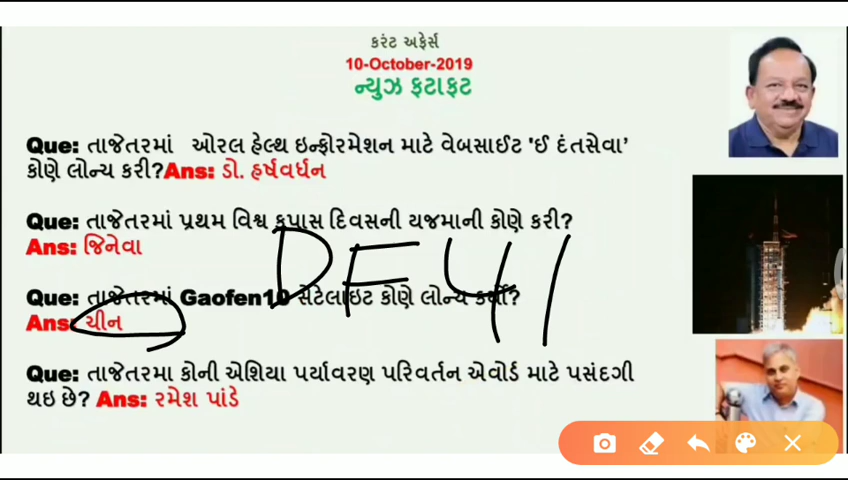 કરંટ અફેર્સ
10-October-2019
ન્યુઝ ફટાફટ
Que: તાજેતરમાં ઓરલ હેલ્થ ઇન્ફોરમેશન માટે વેબસાઈટ 'ઈ દંતસેવા'
કોણે લોન્ચ કરી?Ans: ડો. હર્ષવર્ધન
Que: તાજેતરમાં પ્રથમ વિશ્વ કપાસ દિવસની યજમાની કોણે કરી?
Ans: જિનેવા
DF41
Que: તાજેતરમાં Gaofen10 સેટેલાઇટ કોણે લોન્ચ કર્યો?
Ans: ચીન
Que: તાજેતરમા કોની એશિયા પર્યાવરણ પરિવર્તન એવોર્ડ માટે પસંદગી
થઇ છે? Ans: રમેશ પાંડે